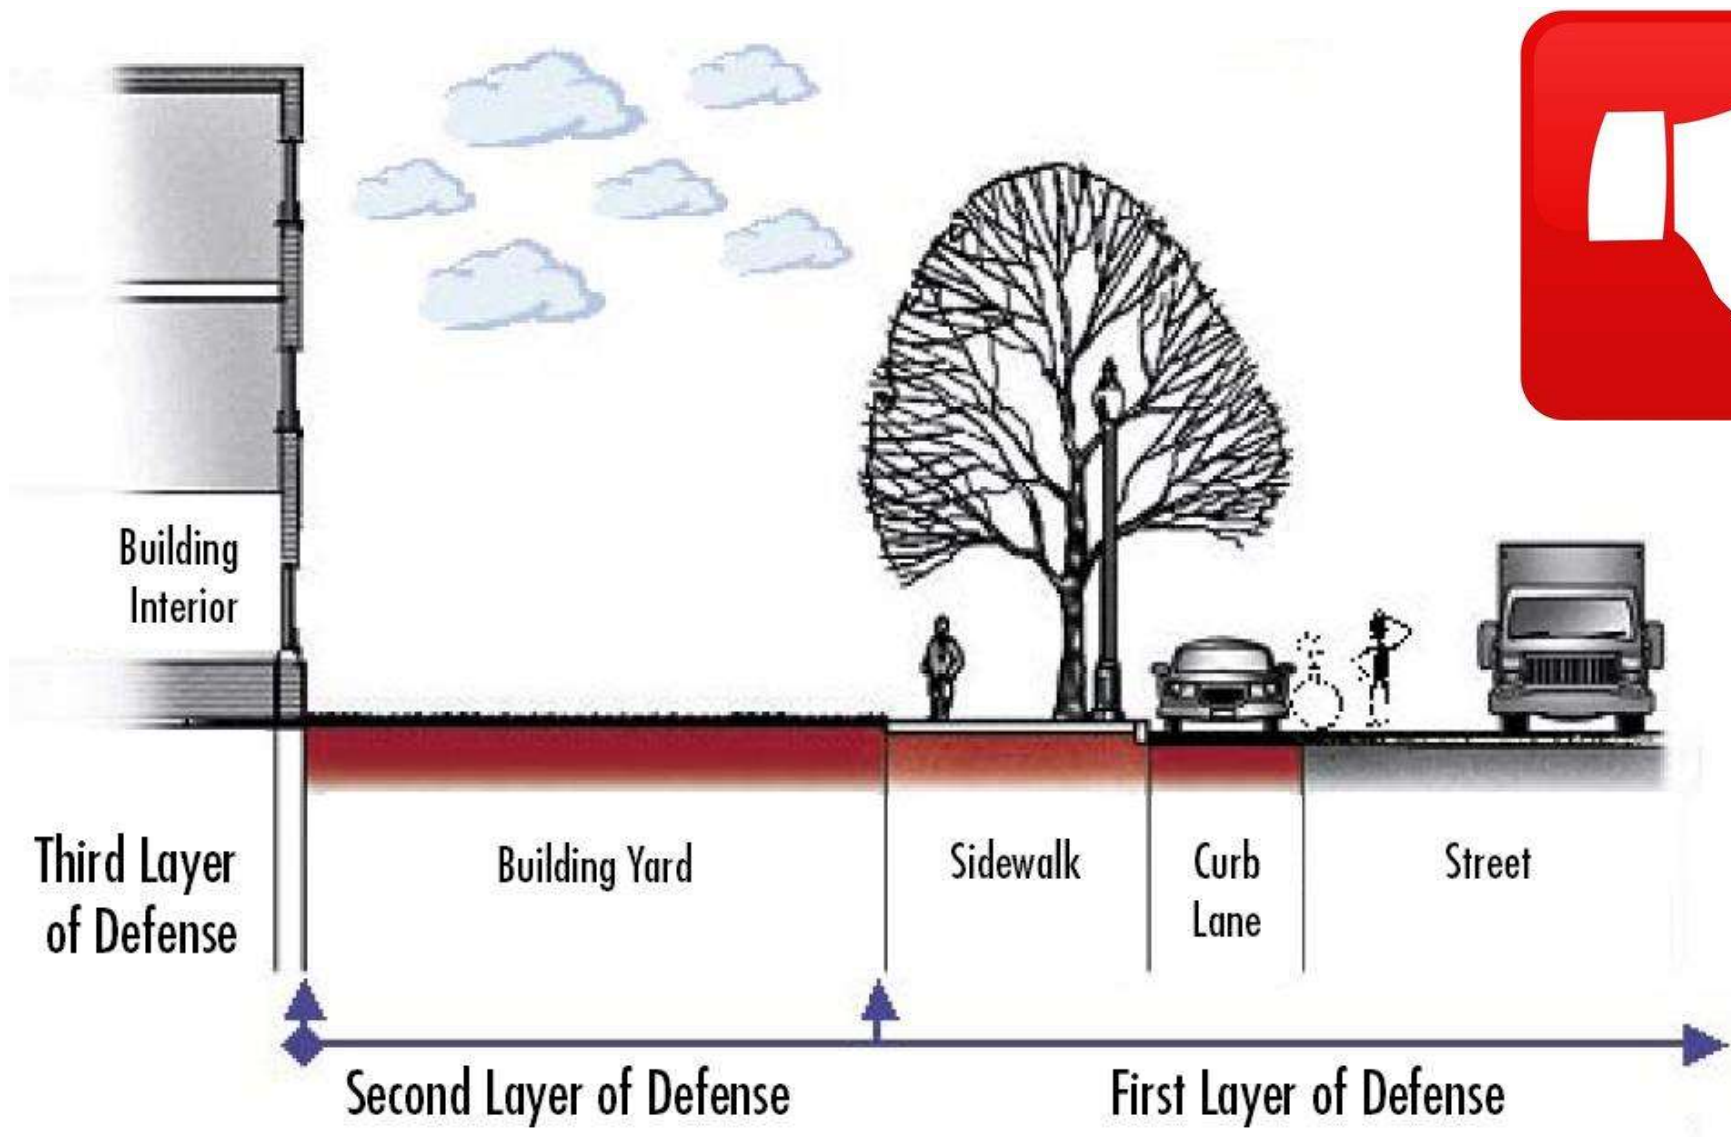 Building
Interior
Third Layer
of Defense
Building Yard
Sidewalk
Curb
Lane
Street
Second Layer of Defense
First Layer of Defense